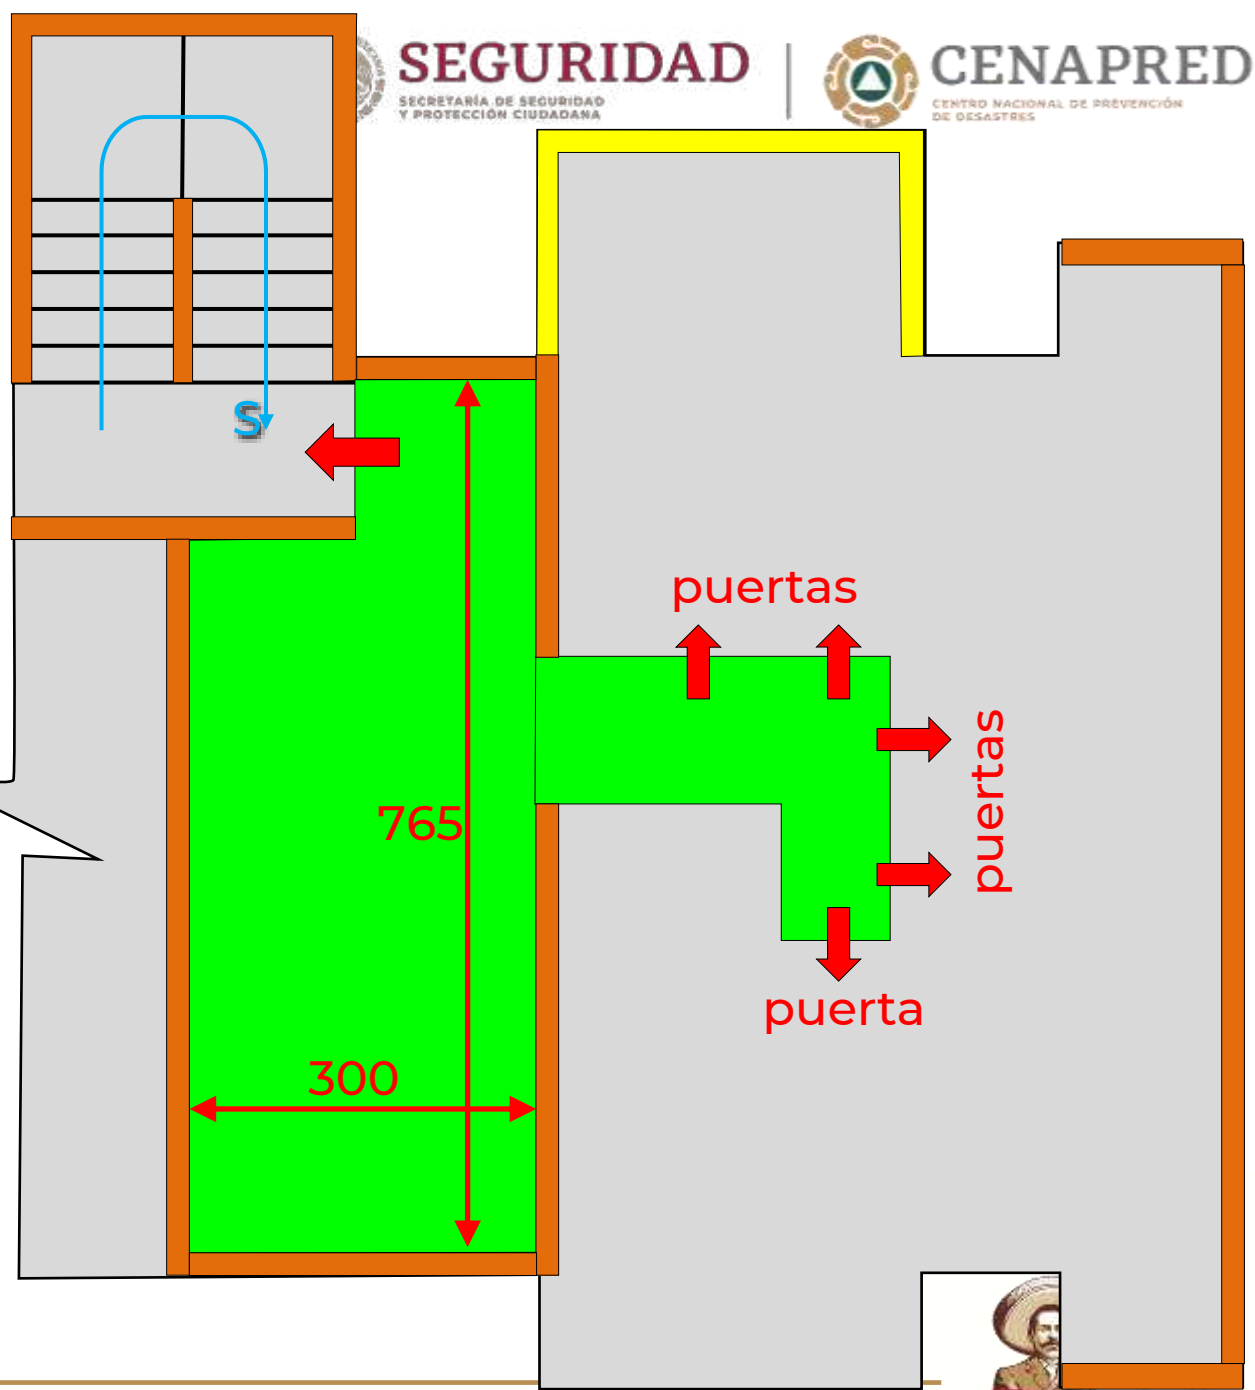 SEGURIDAD
SECRETARÍA DE SEGURIDAD
Y PROTECCIÓN CIUDADANA
CENAPRED
CENTRO NACIONAL DE PREVENCIÓN
DE DESASTRES
S
puertas
puertas
765
puerta
300